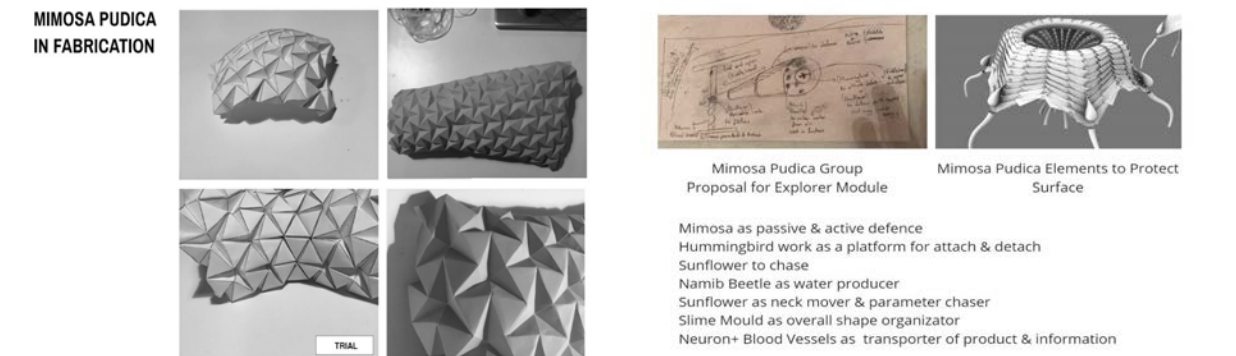 MIMOSA PUDICA
IN FABRICATION
TRIAL
Mimosa Pudica Group
Proposal for Explorer Module
Mimosa Pudica Elements to Protect
Surface
Mimosa as passive & active defence
Hummingbird work as a platform for attach & detach
Sunflower to chase
Namib Beetle as water producer
Sunflower as neck mover & parameter chaser
Slime Mould as overall shape organizator
Neuron+ Blood Vessels as transporter of product & information